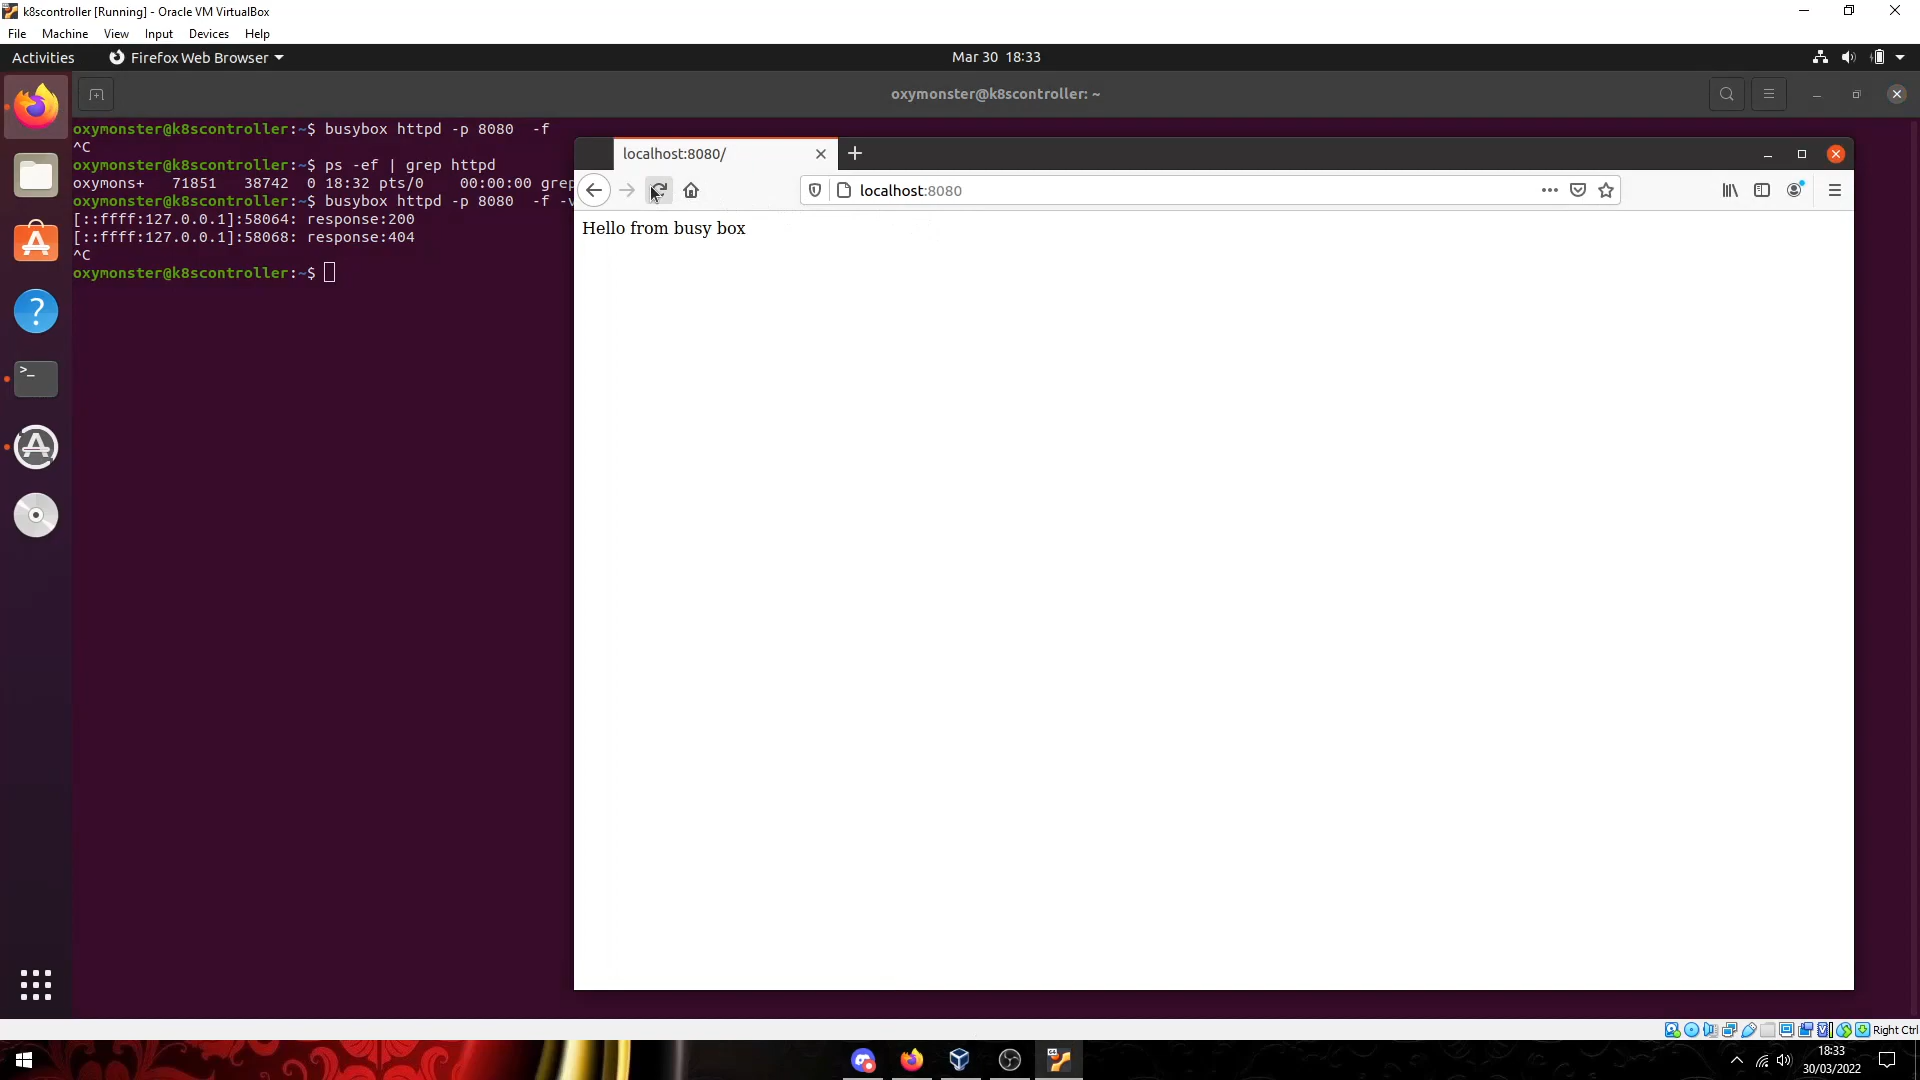 k8scontroller [Running] - Oracle VM VirtualBox
File Machine View Input Devices Help
Activities Firefox Web Browser Mar 30 18:33
oxymonster@k8scontroller: ~
oxymonster@k8scontroller:~$ busybox httpd -p 8080  -f
^C
oxymonster@k8scontroller:~$ ps -ef | grep httpd
oxymons+   71851   38742  0 18:32 pts/0    00:00:00 grep
oxymonster@k8scontroller:~$ busybox httpd -p 8080  -f -v
[::ffff:127.0.0.1]:58064: response:200
[::ffff:127.0.0.1]:58068: response:404
^C
oxymonster@k8scontroller:~$
localhost:8080/
localhost:8080
Hello from busy box
Right Ctrl
18:33
30/03/2022